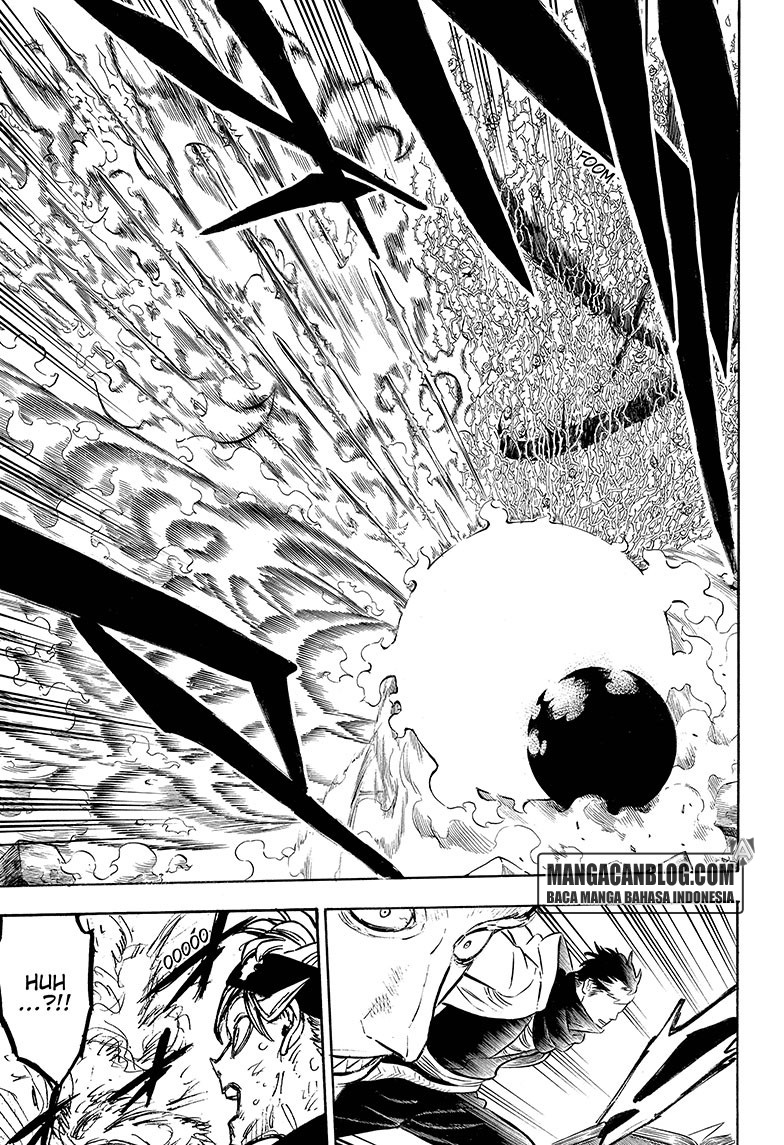 FOOM
MANGACANBLOG.COM
BACA MANGA BAHASA INDONESIA
OOOOO
HUH
...?!!